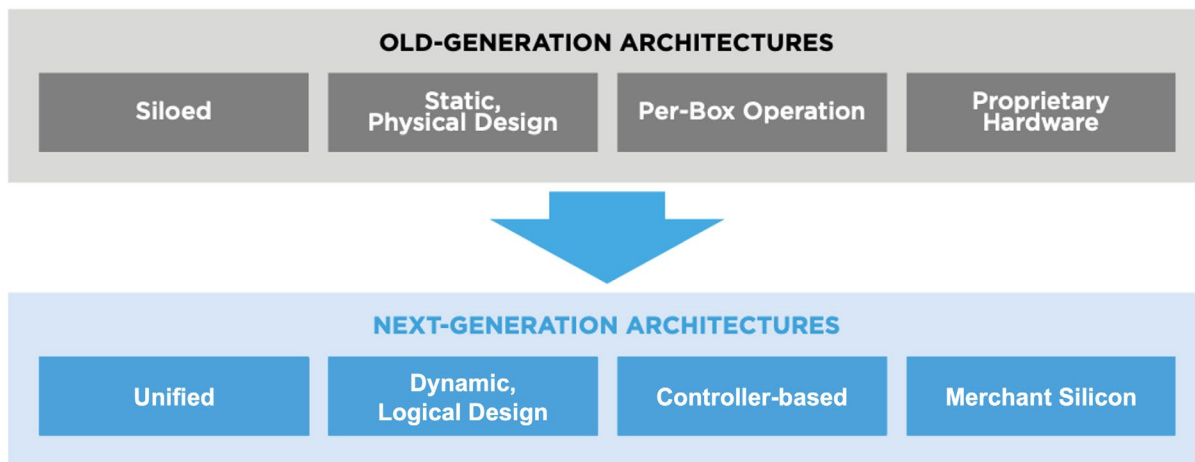 OLD-GENERATION ARCHITECTURES
Siloed
Static,
Physical Design
Per-Box Operation
Proprietary
Hardware
NEXT-GENERATION ARCHITECTURES
Unified
Dynamic,
Logical Design
Controller-based
Merchant Silicon